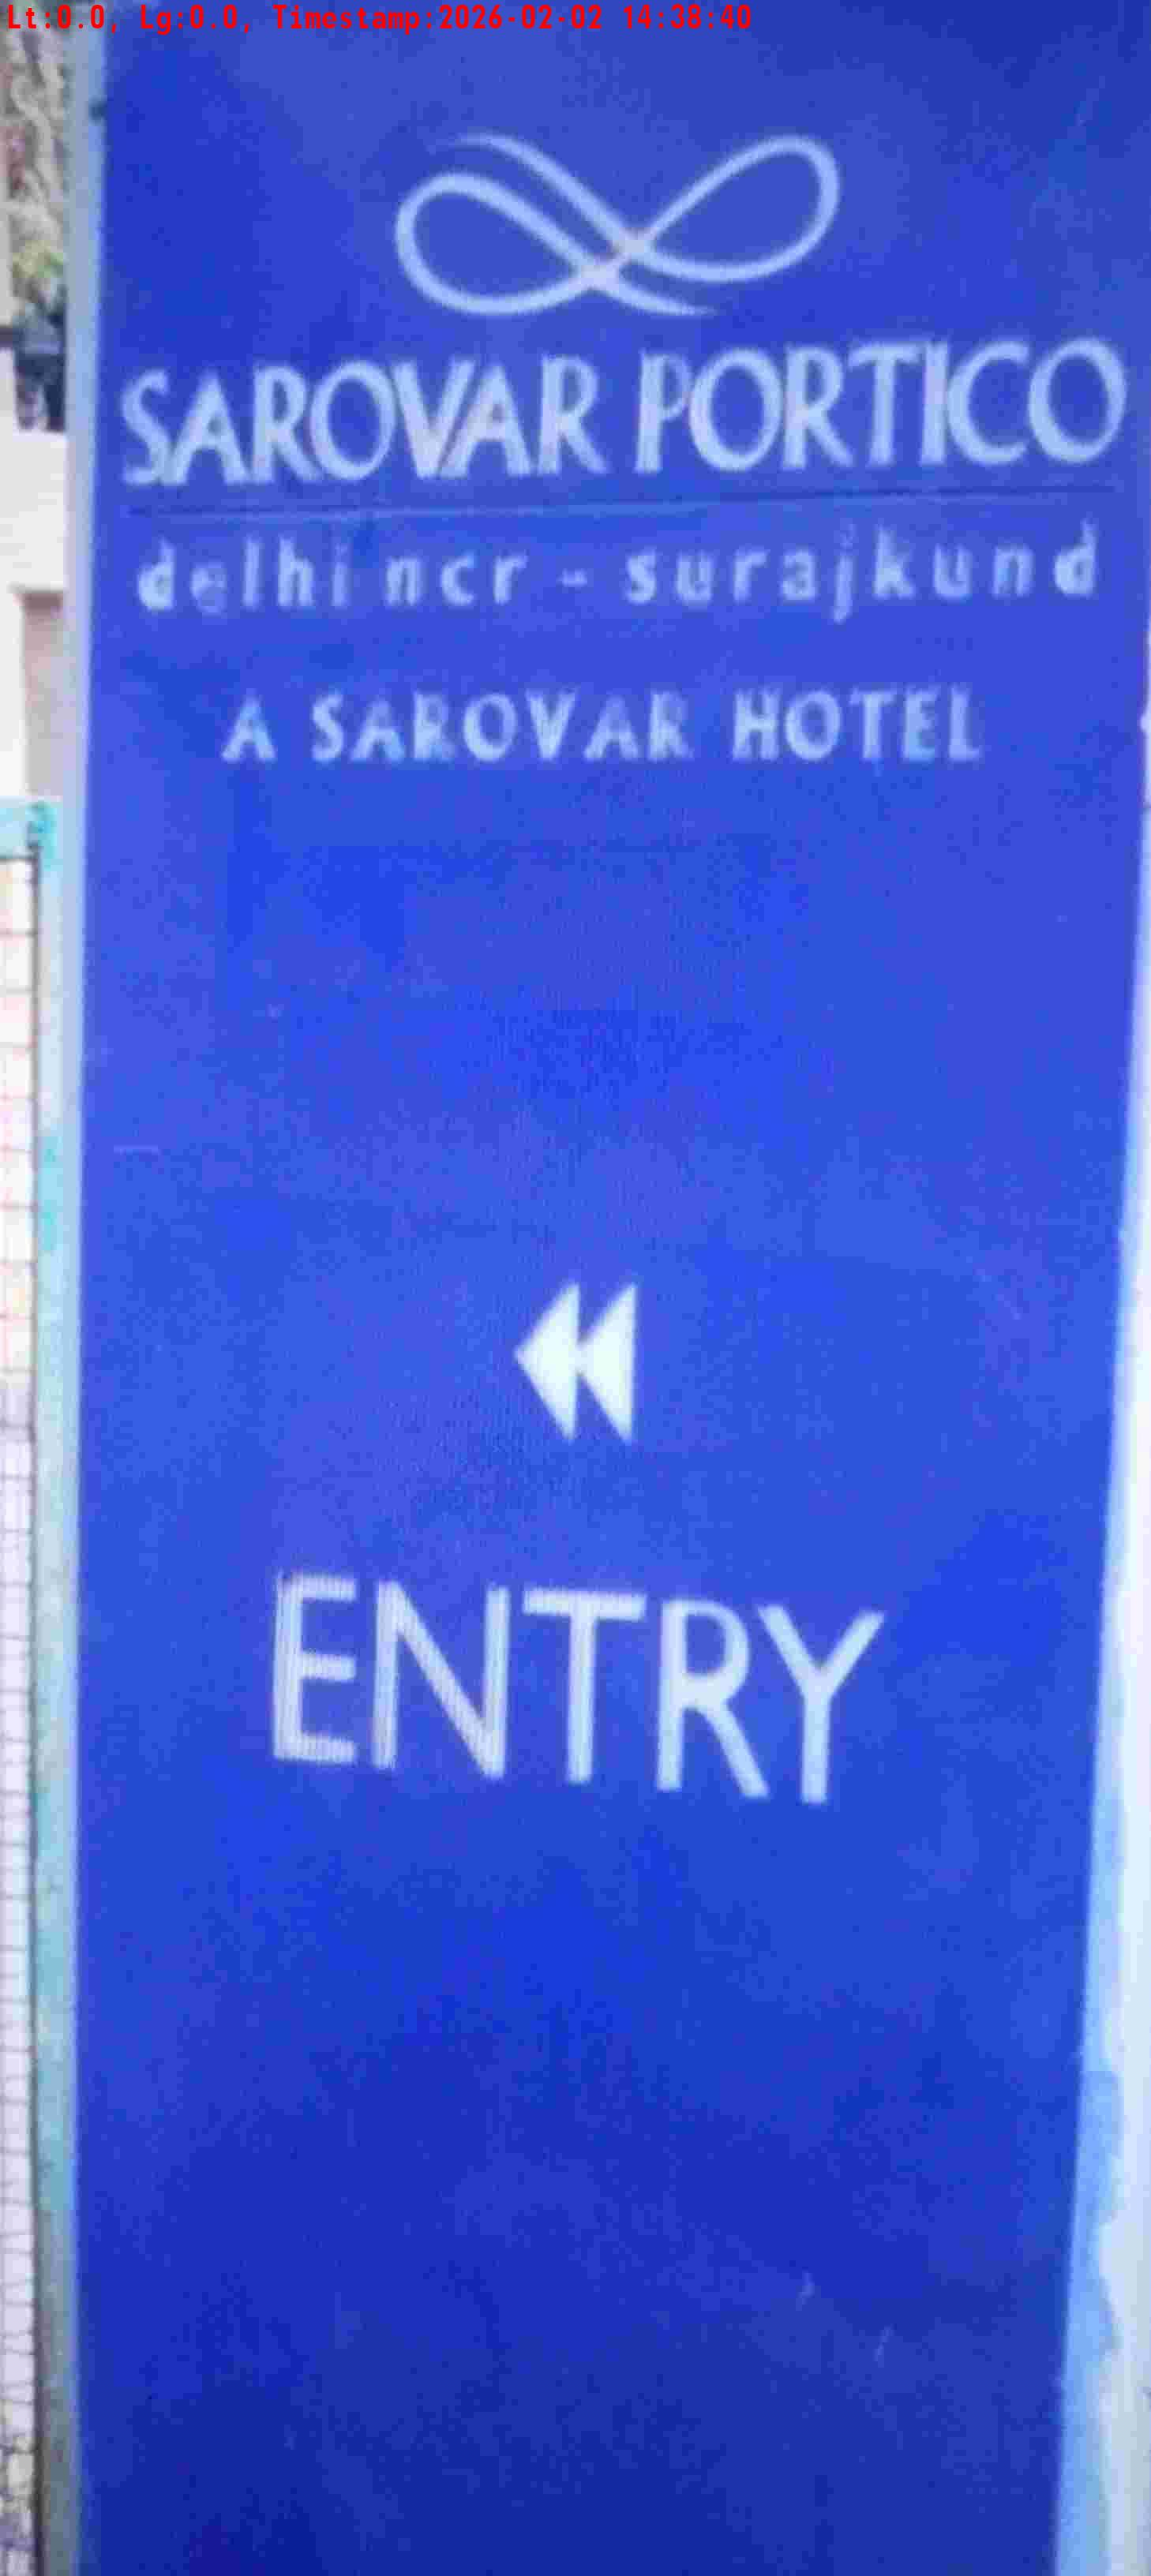 Lt:0.0, Lg:0.0, Timestamp:2026-02-02 14:38:40
SAROVAR PORTICO
delhi ncr - surajkund
A SAROVAR HOTEL
ENTRY